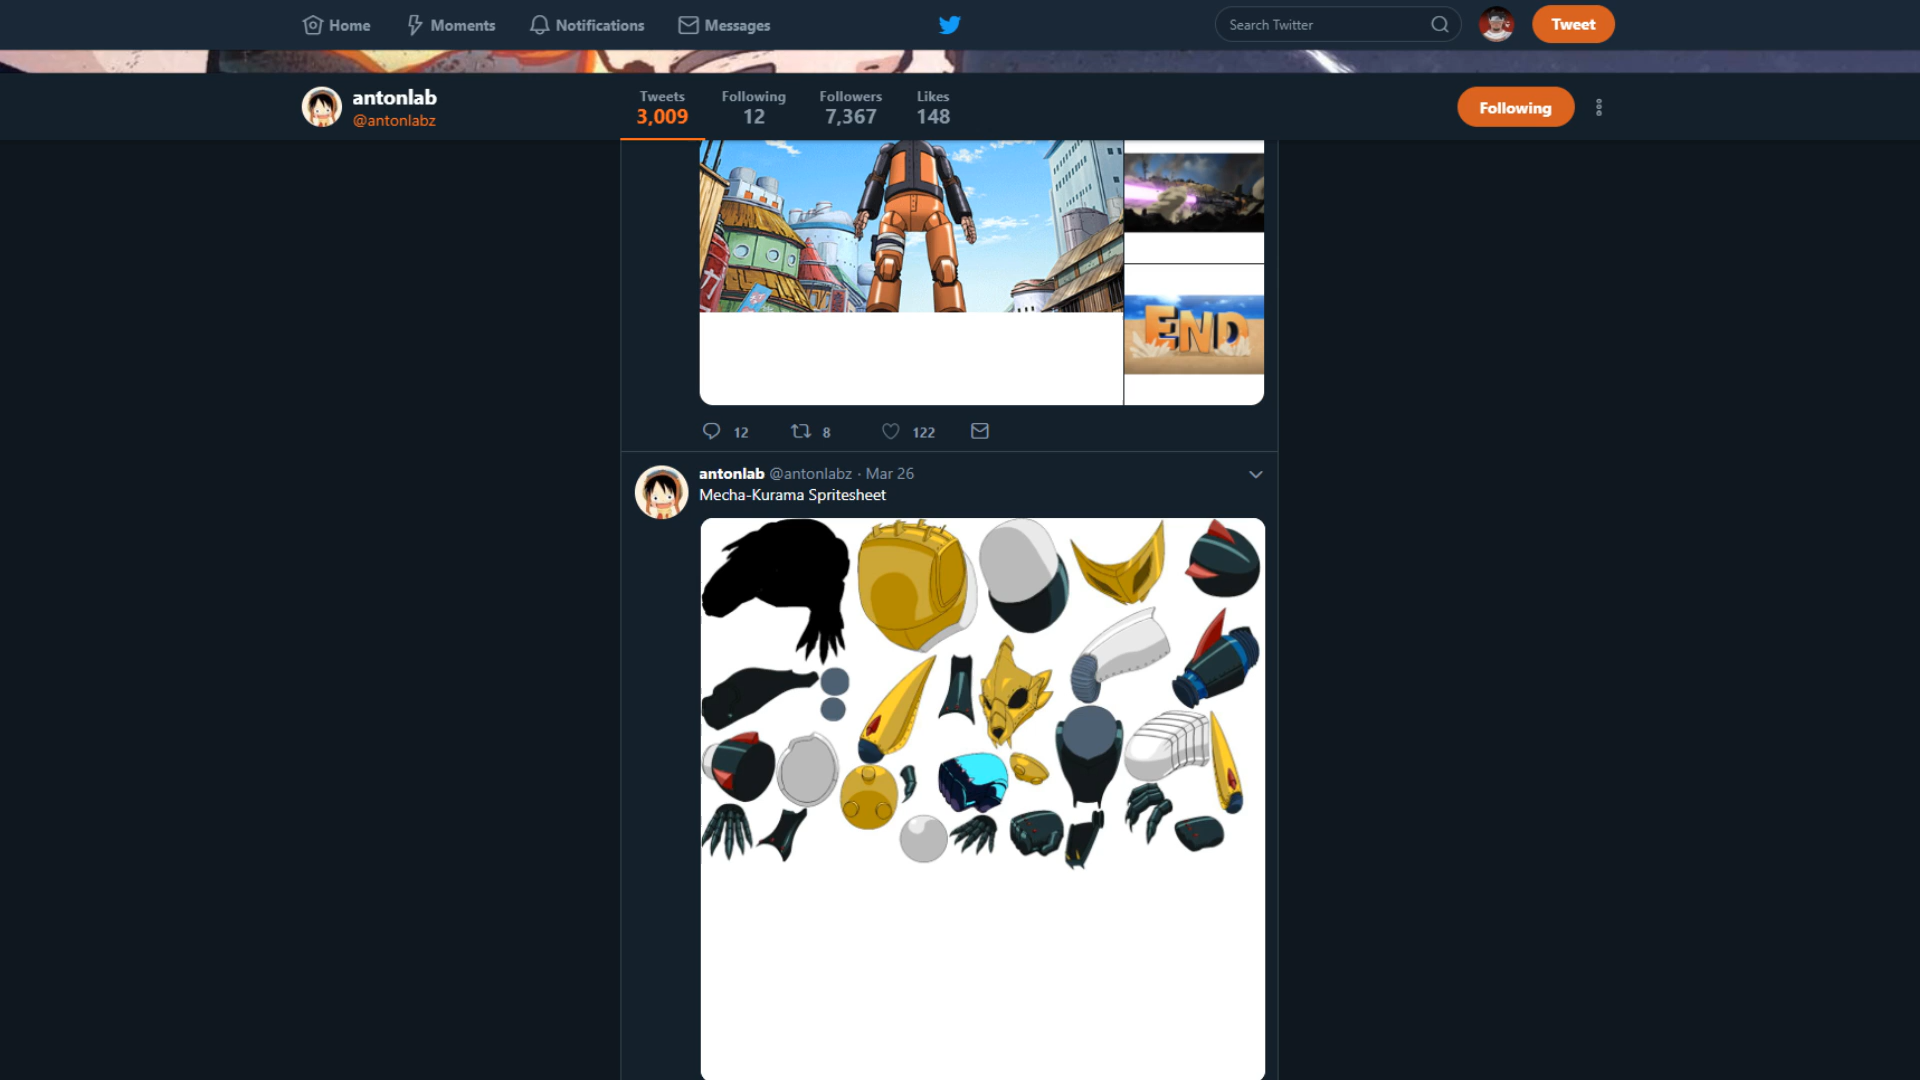 Home
Moments
Notifications
Messages
Search Twitter
Tweet
antonlab
@antonlabz
Tweets
3,009
Following
12
Followers
7,367
Likes
148
Following
END
12
8
122
antonlab @antonlabz · Mar 26
Mecha-Kurama Spritesheet